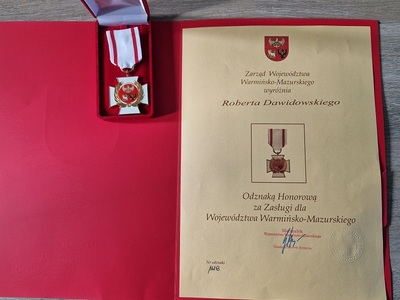 Zarząd Województwa
Warmińsko-Mazurskiego
wyróżnia
Roberta Dawidowskiego
Odznaką Honorową
za Zasługi dla
Województwa Warmińsko-Mazurskiego